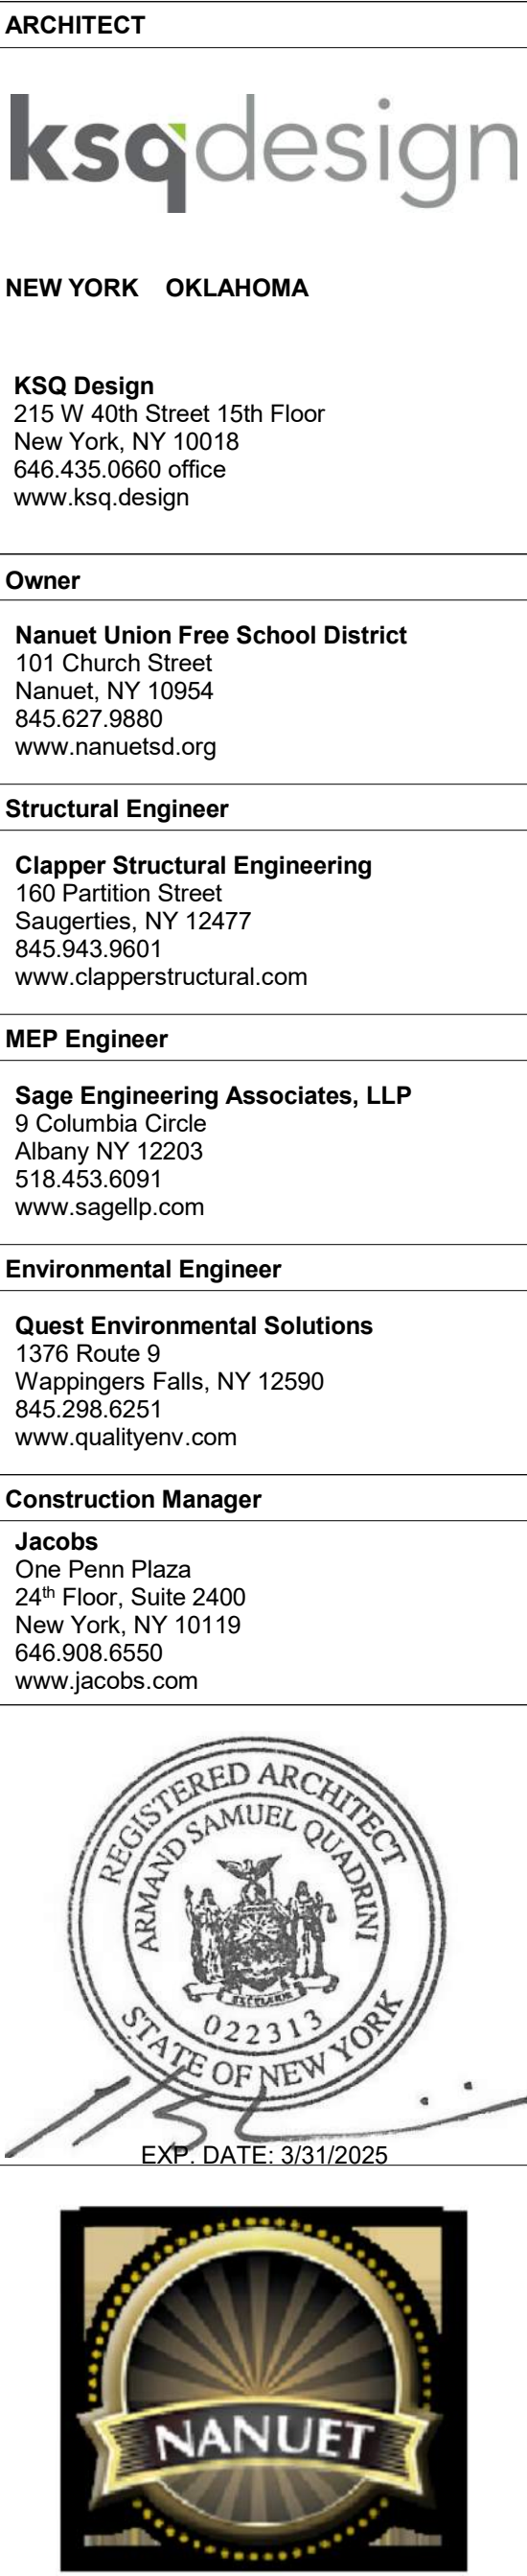 ARCHITECT
ksqdesign
NEW YORK OKLAHOMA
KSQ Design
215 W 40th Street 15th Floor
New York, NY 10018
646.435.0660 office
www.ksq.design
Owner
Nanuet Union Free School District
101 Church Street
Nanuet, NY 10954
845.627.9880
www.nanuetsd.org
Structural Engineer
Clapper Structural Engineering
160 Partition Street
Saugerties, NY 12477
845.943.9601
www.clapperstructural.com
MEP Engineer
Sage Engineering Associates, LLP
9 Columbia Circle
Albany NY 12203
518.453.6091
www.sagellp.com
Environmental Engineer
Quest Environmental Solutions
1376 Route 9
Wappingers Falls, NY 12590
845.298.6251
www.qualityenv.com
Construction Manager
Jacobs
One Penn Plaza
24th Floor, Suite 2400
New York, NY 10119
646.908.6550
www.jacobs.com
REGISTERED ARCHITECT
ARMAND SAMUEL QUADRINI
EXCELSIOR
022313
STATE OF NEW YORK
EXP. DATE: 3/31/2025
NANUET